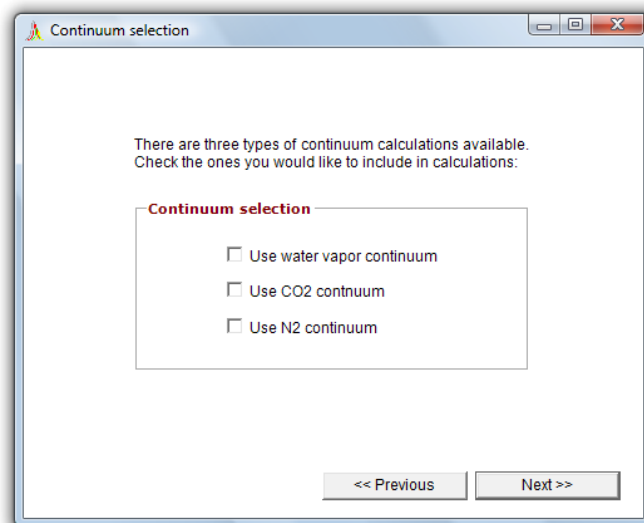 Continuum selection
There are three types of continuum calculations available.
Check the ones you would like to include in calculations:
Continuum selection
Use water vapor continuum
Use CO2 contnuum
Use N2 continuum
<< Previous
Next >>